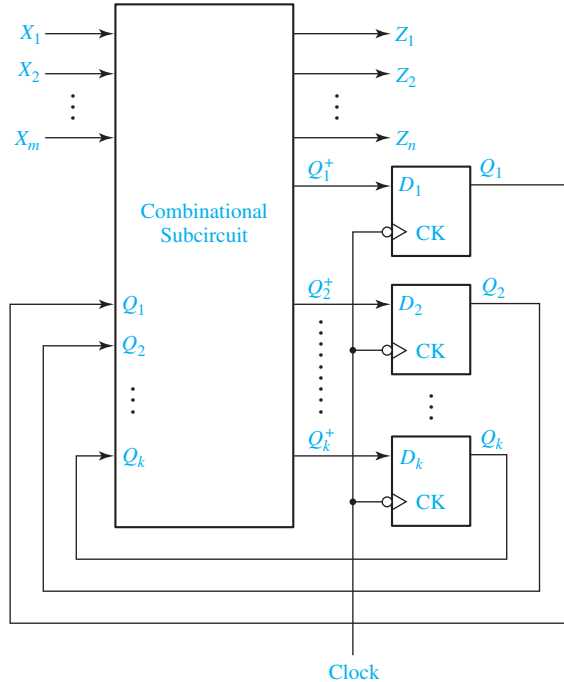 X₁
Z₁
X₂
Z₂
Xₘ
Zₙ
Q₁⁺
D₁
Q₁
CK
Combinational
Subcircuit
Q₁
Q₂⁺
D₂
Q₂
Q₂
CK
Qₖ
Qₖ⁺
Dₖ
Qₖ
CK
Clock